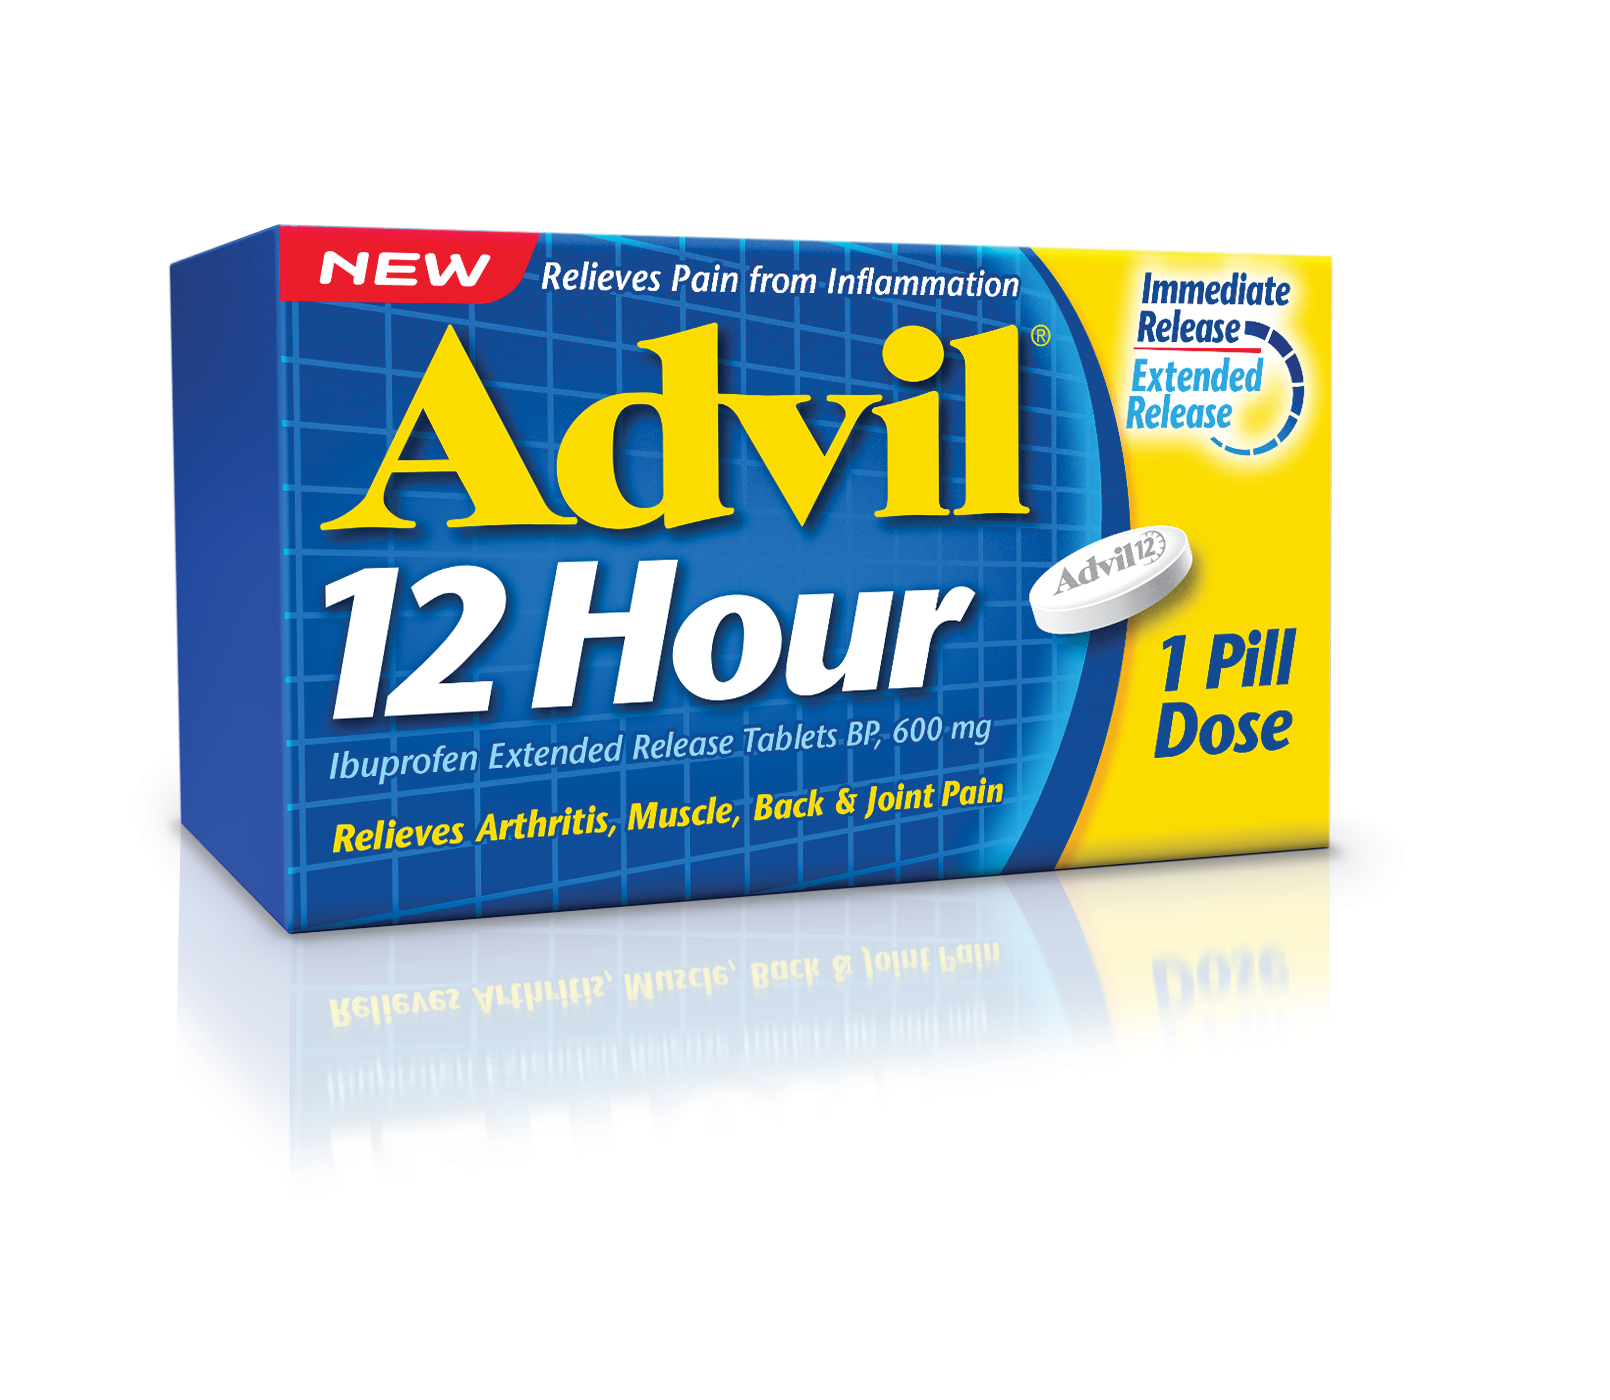 NEW
Relieves Pain from Inflammation
Advil®
12 Hour
Ibuprofen Extended Release Tablets BP, 600 mg
Relieves Arthritis, Muscle, Back & Joint Pain
Immediate
Release
Extended
Release
Advil 12
1 Pill
Dose